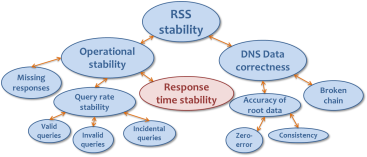 RSS
stability
Operational
stability
DNS Data
correctness
Missing
responses
Query rate
stability
Response
time stability
Accuracy of
root data
Broken
chain
Valid
queries
Invalid
queries
Incidental
queries
Zero-
error
Consistency